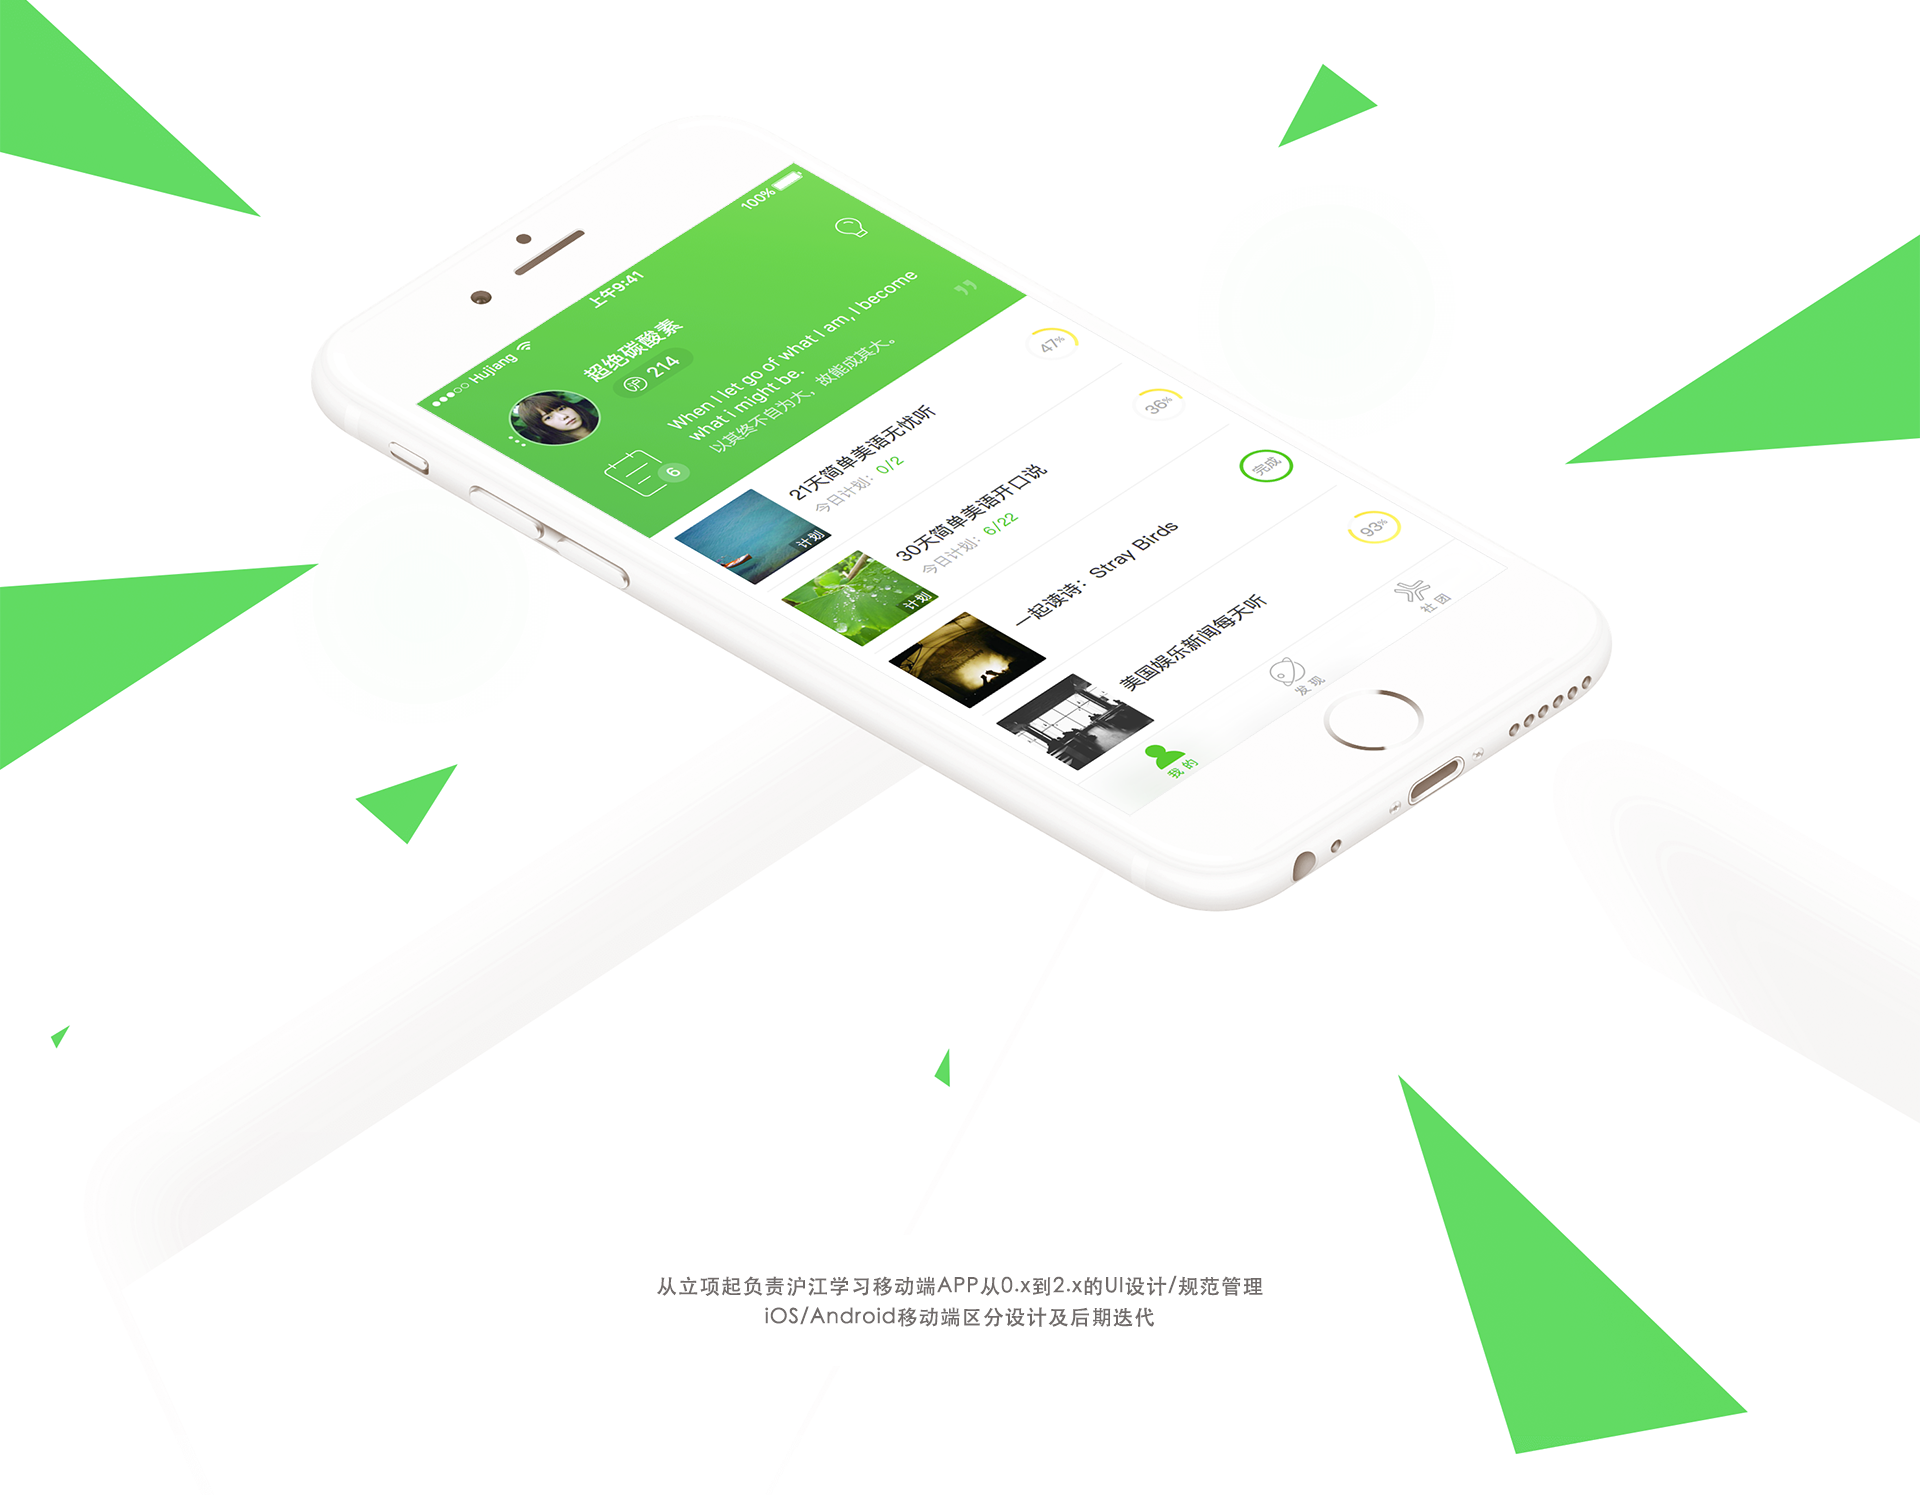 Hujiang
上午9:41
100%
超绝碳酸素
沪 214
6
When I let go of what I am, I become
what i might be.
以其终不自为大，故能成其大。
21天简单美语无忧听
今日计划：0/2
计划
47%
30天简单美语开口说
今日计划：6/22
计划
36%
一起读诗：Stray Birds
完成
美国娱乐新闻每天听
93%
我的
发现
社团
从立项起负责沪江学习移动端APP从0.x到2.x的UI设计/规范管理
iOS/Android移动端区分设计及后期迭代